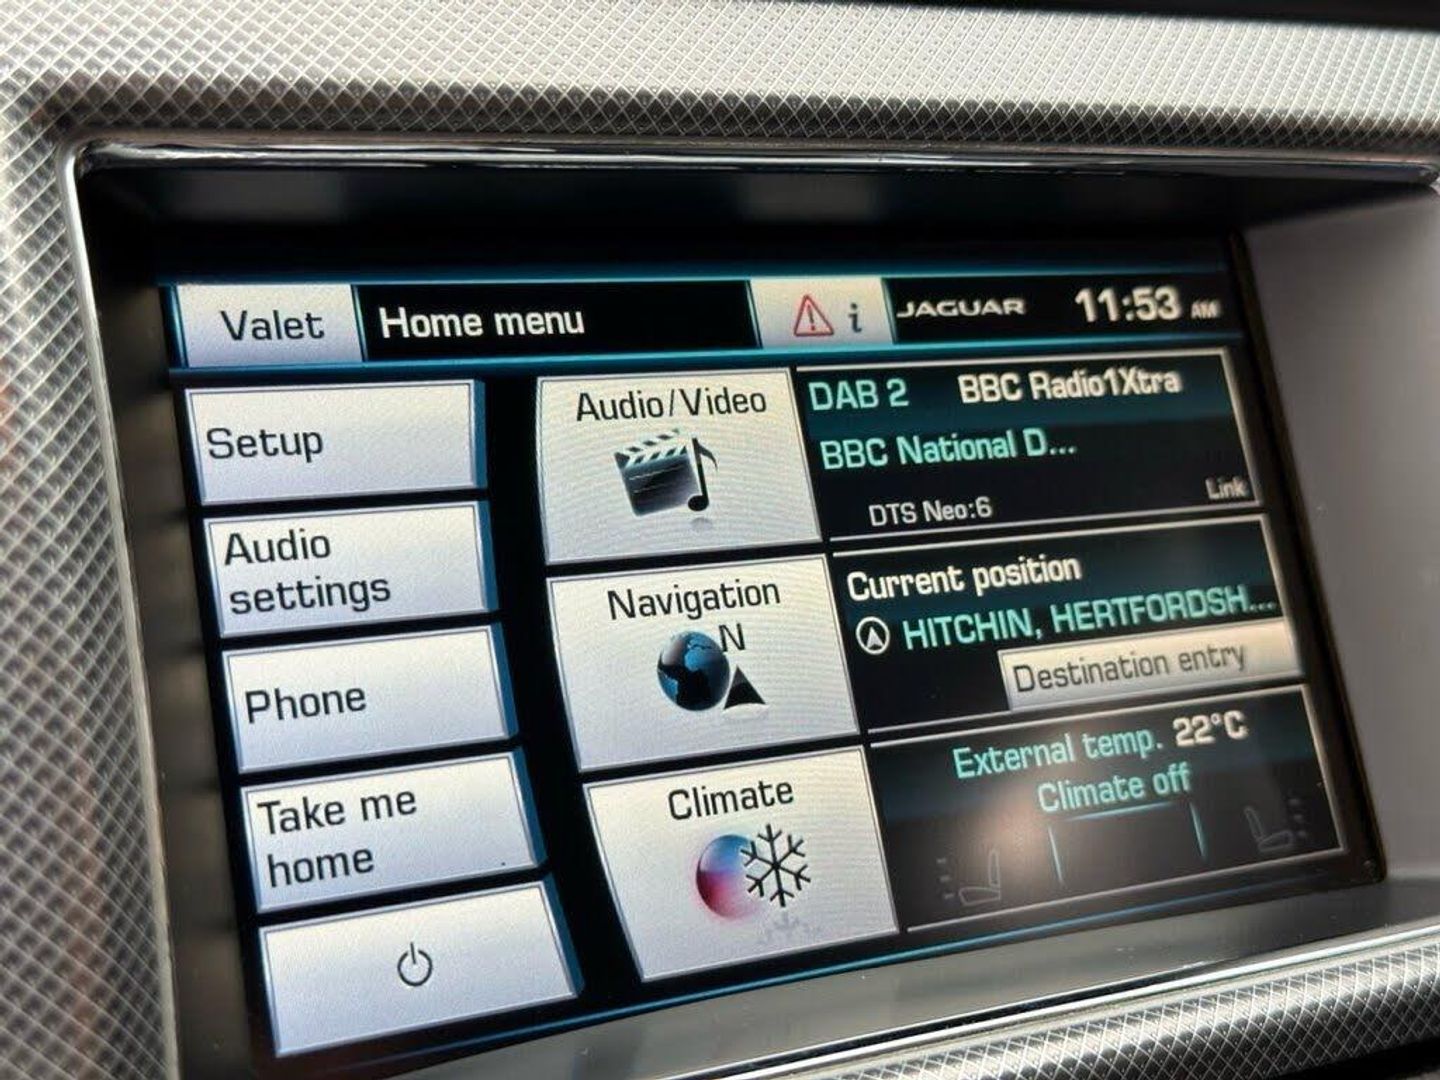 Valet
Home menu
i
JAGUAR
11:53 AM
Setup
Audio
settings
Phone
Take me
home
Audio/Video
Navigation
N
Climate
DAB 2 BBC Radio1Xtra
BBC National D...
Link
DTS Neo:6
Current position
HITCHIN, HERTFORDSH...
Destination entry
External temp. 22°C
Climate off